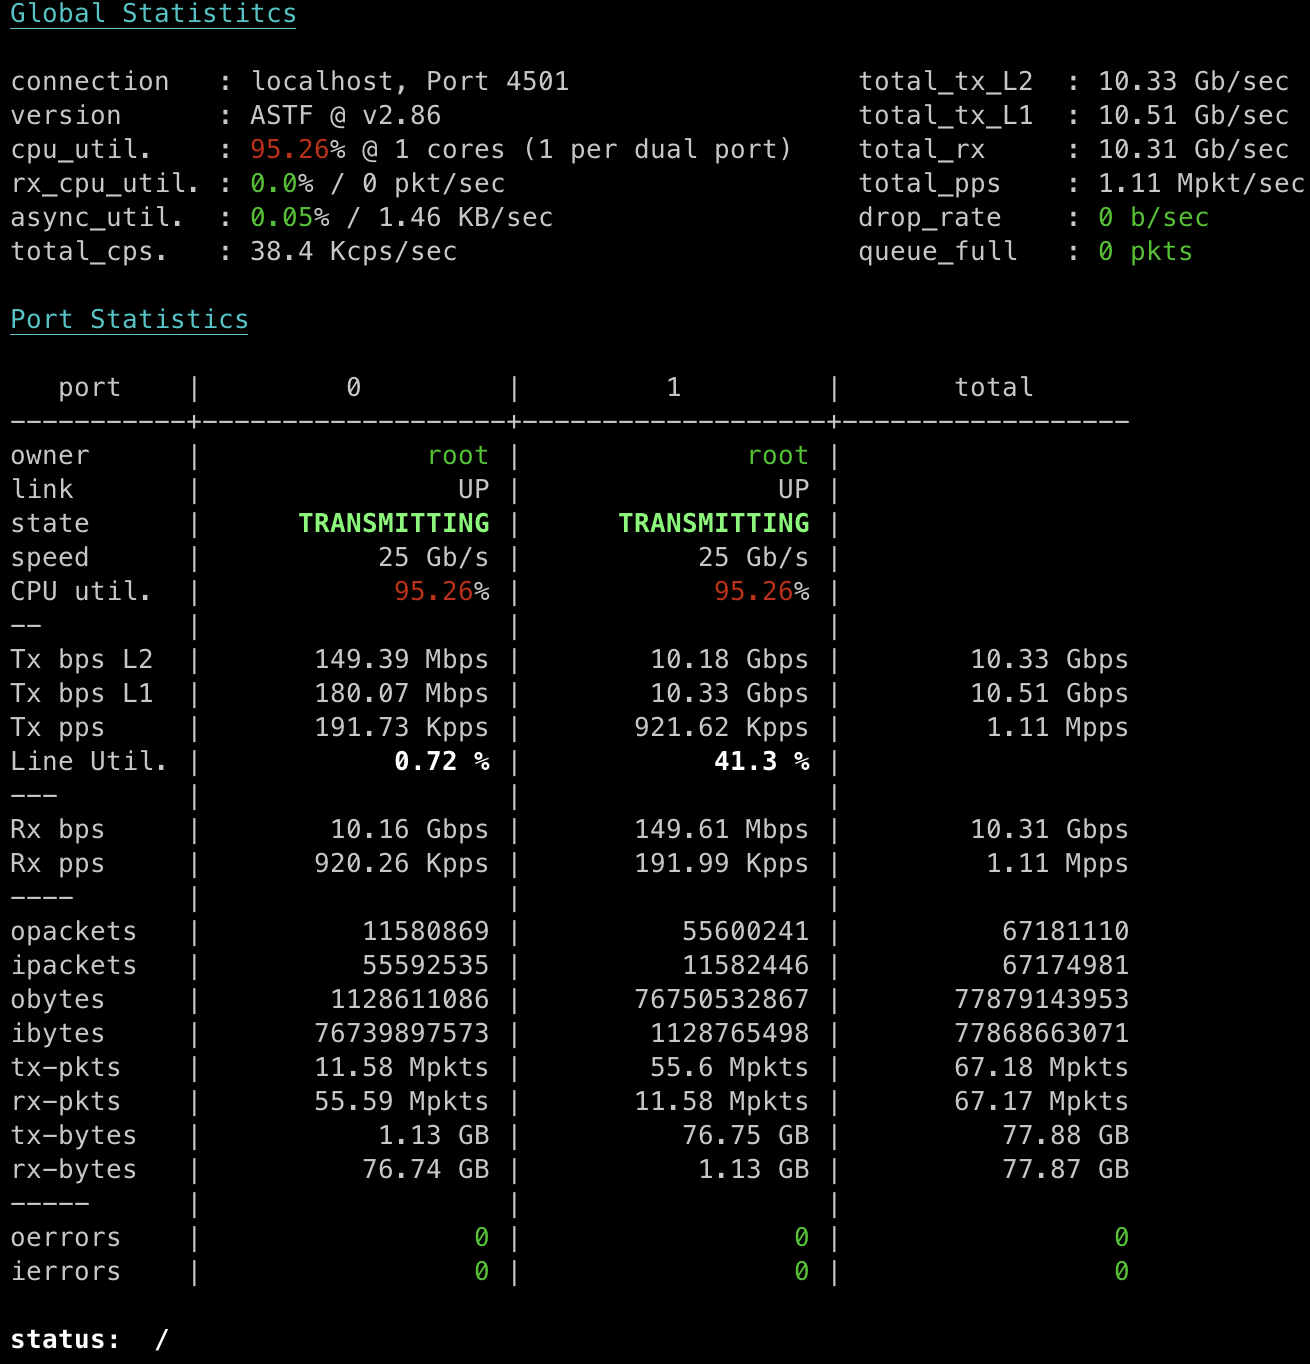 Global Statistitcs
connection   : localhost, Port 4501                  total_tx_L2  : 10.33 Gb/sec
version      : ASTF @ v2.86                          total_tx_L1  : 10.51 Gb/sec
cpu_util.    : 95.26% @ 1 cores (1 per dual port)    total_rx     : 10.31 Gb/sec
rx_cpu_util. : 0.0% / 0 pkt/sec                      total_pps    : 1.11 Mpkt/sec
async_util.  : 0.05% / 1.46 KB/sec                   drop_rate    : 0 b/sec
total_cps.   : 38.4 Kcps/sec                         queue_full   : 0 pkts
Port Statistics
   port    |         0         |         1         |       total
-----------+-------------------+-------------------+------------------
owner      |              root |              root |
link       |                UP |                UP |
state      |      TRANSMITTING |      TRANSMITTING |
speed      |           25 Gb/s |           25 Gb/s |
CPU util.  |            95.26% |            95.26% |
--         |                   |                   |
Tx bps L2  |       149.39 Mbps |        10.18 Gbps |        10.33 Gbps
Tx bps L1  |       180.07 Mbps |        10.33 Gbps |        10.51 Gbps
Tx pps     |       191.73 Kpps |       921.62 Kpps |         1.11 Mpps
Line Util. |            0.72 % |            41.3 % |
---        |                   |                   |
Rx bps     |        10.16 Gbps |       149.61 Mbps |        10.31 Gbps
Rx pps     |       920.26 Kpps |       191.99 Kpps |         1.11 Mpps
----       |                   |                   |
opackets   |          11580869 |          55600241 |          67181110
ipackets   |          55592535 |          11582446 |          67174981
obytes     |        1128611086 |       76750532867 |       77879143953
ibytes     |       76739897573 |        1128765498 |       77868663071
tx-pkts    |       11.58 Mpkts |        55.6 Mpkts |       67.18 Mpkts
rx-pkts    |       55.59 Mpkts |       11.58 Mpkts |       67.17 Mpkts
tx-bytes   |           1.13 GB |          76.75 GB |          77.88 GB
rx-bytes   |          76.74 GB |           1.13 GB |          77.87 GB
-----      |                   |                   |
oerrors    |                 0 |                 0 |                 0
ierrors    |                 0 |                 0 |                 0
status:  /